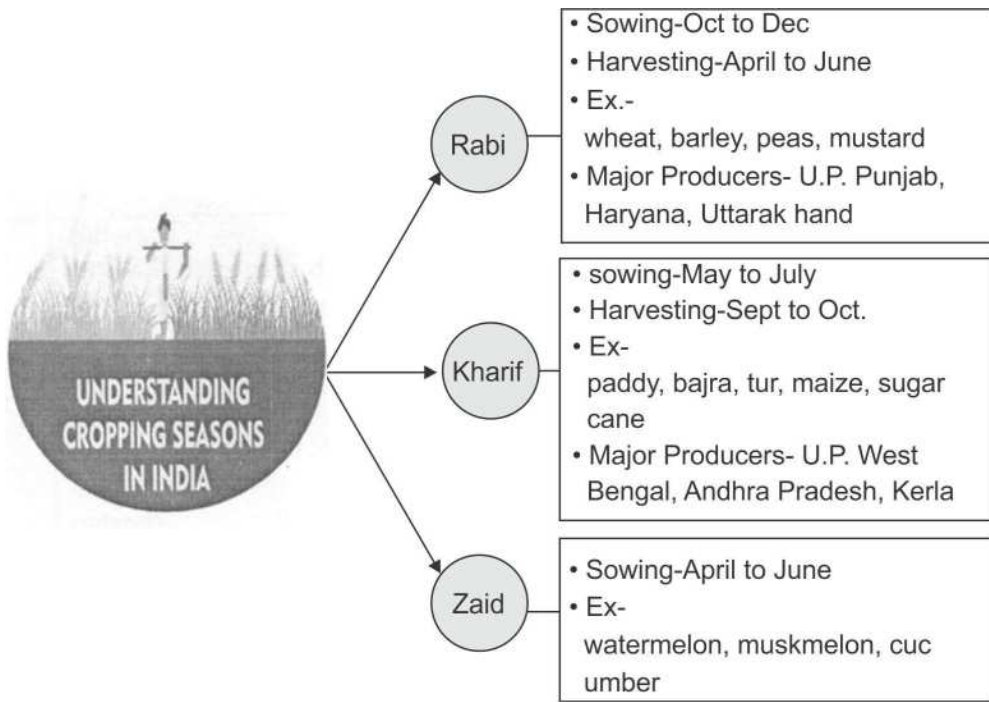 UNDERSTANDING
CROPPING SEASONS
IN INDIA
Rabi
• Sowing-Oct to Dec
• Harvesting-April to June
• Ex.-
wheat, barley, peas, mustard
• Major Producers- U.P. Punjab,
Haryana, Uttarak hand
Kharif
• sowing-May to July
• Harvesting-Sept to Oct.
• Ex-
paddy, bajra, tur, maize, sugar
cane
• Major Producers- U.P. West
Bengal, Andhra Pradesh, Kerla
Zaid
• Sowing-April to June
• Ex-
watermelon, muskmelon, cuc
umber